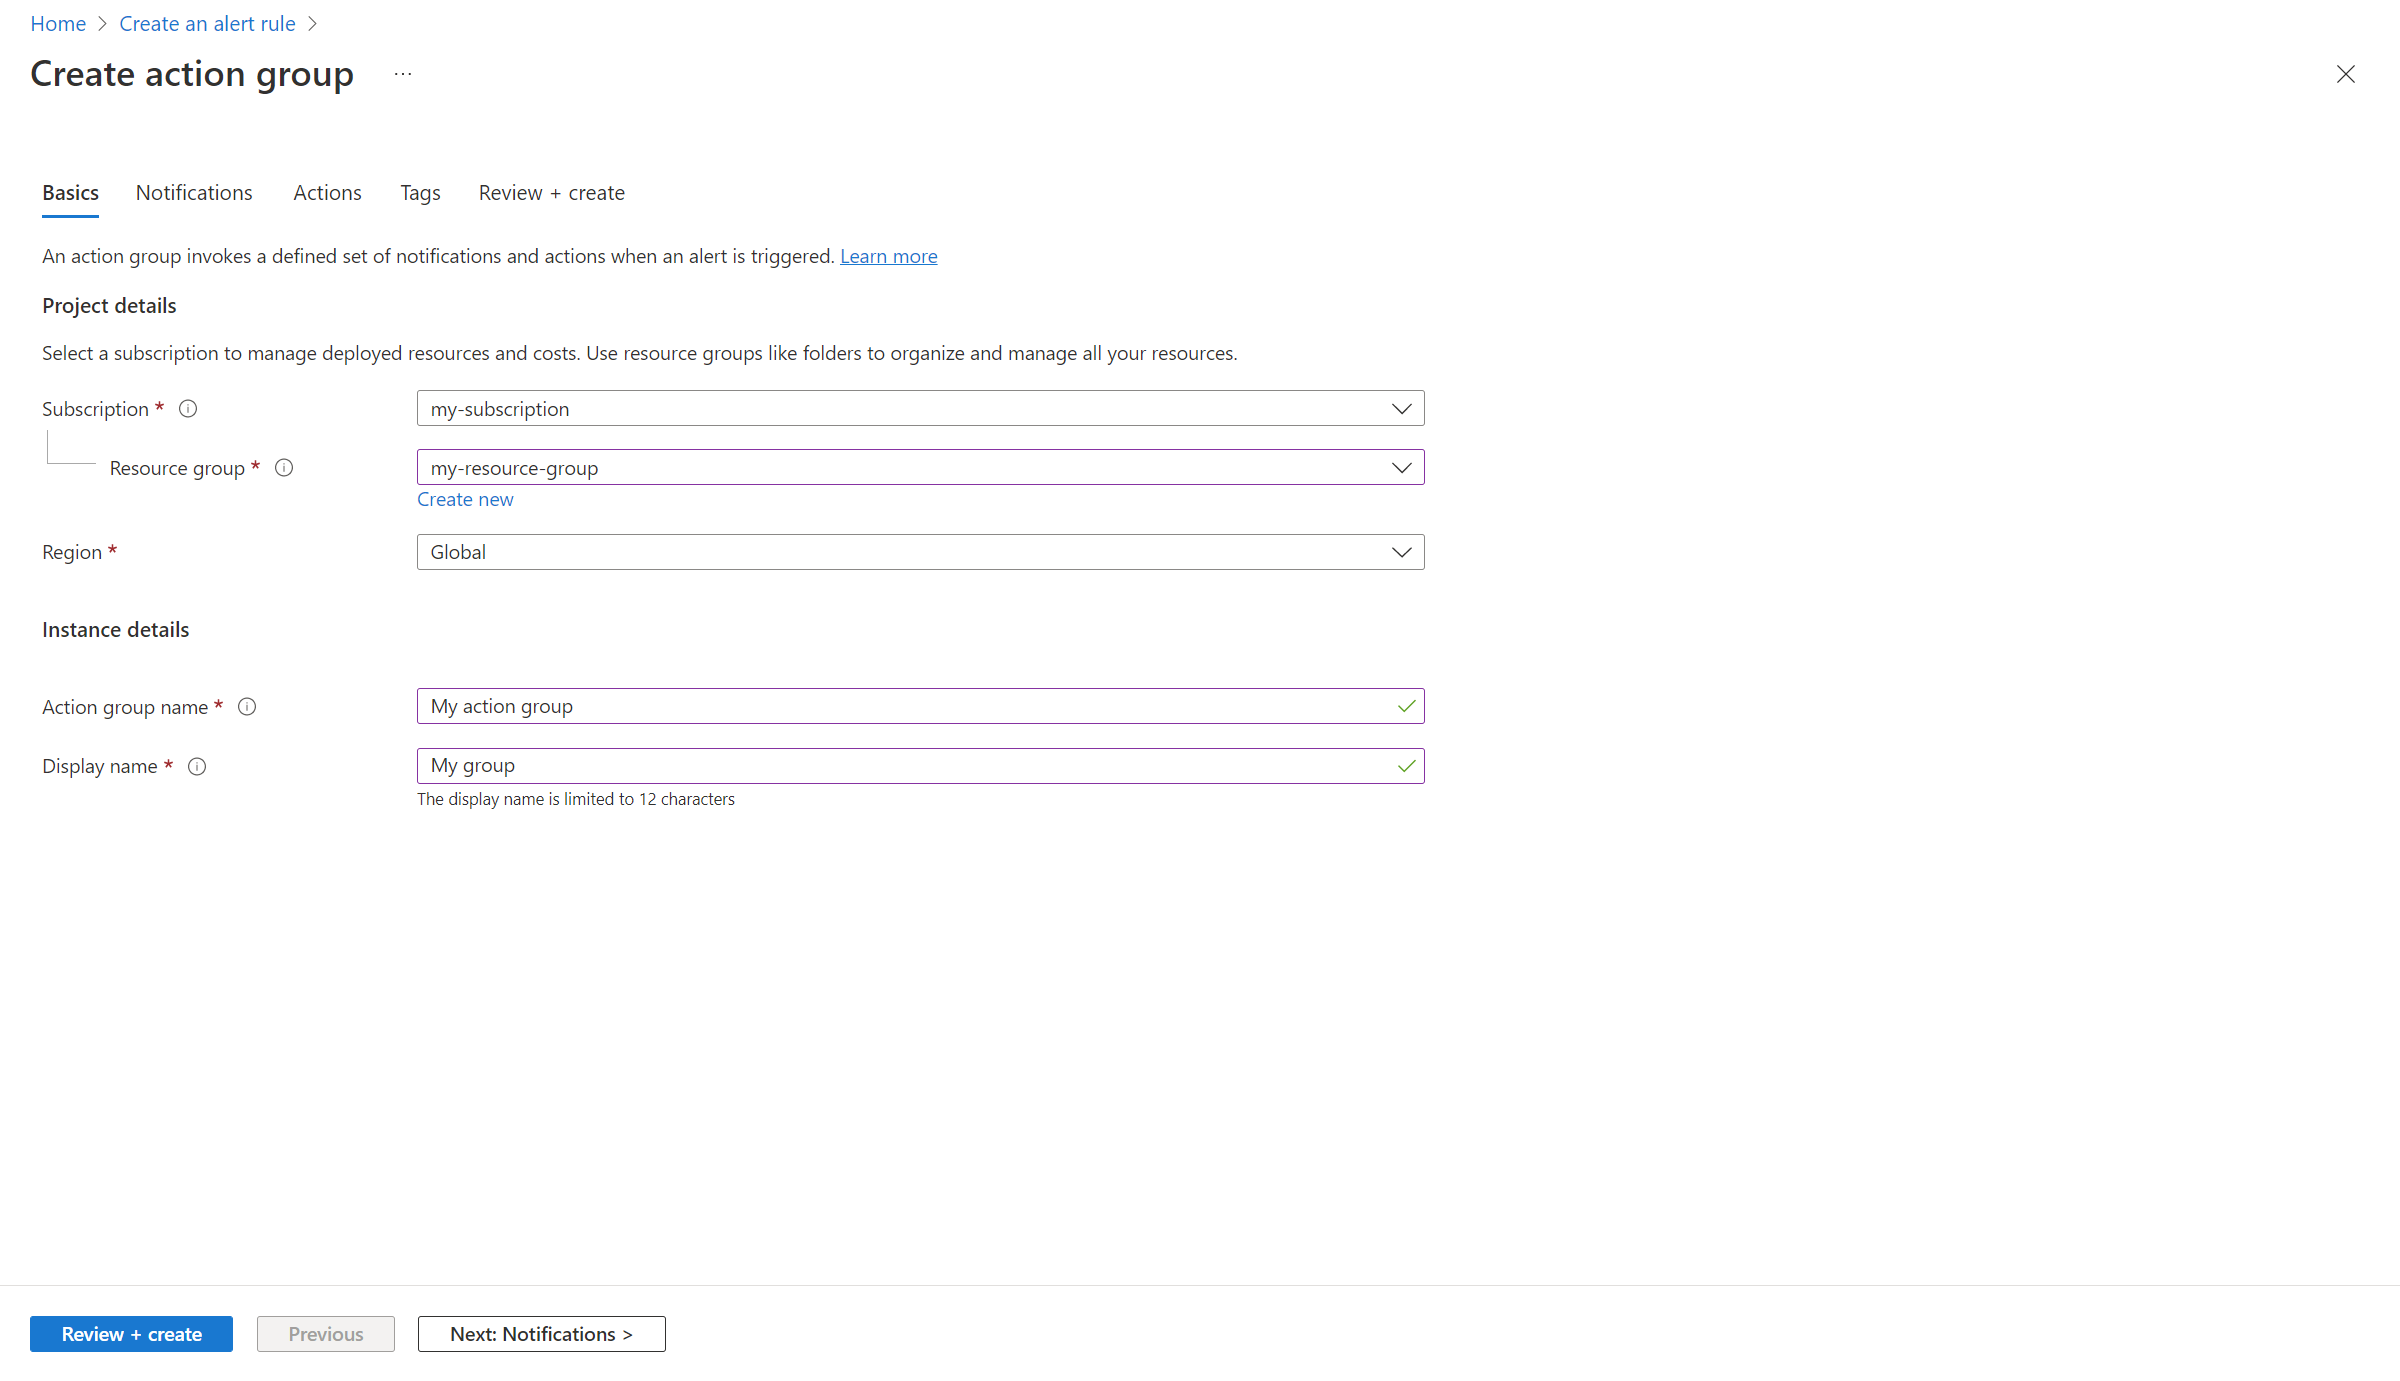 Home > Create an alert rule >
Create action group ...
Basics Notifications Actions Tags Review + create
An action group invokes a defined set of notifications and actions when an alert is triggered. Learn more
Project details
Select a subscription to manage deployed resources and costs. Use resource groups like folders to organize and manage all your resources.
Subscription * my-subscription
Resource group * my-resource-group
Create new
Region * Global
Instance details
Action group name * My action group
Display name * My group
The display name is limited to 12 characters
Review + create Previous Next: Notifications >